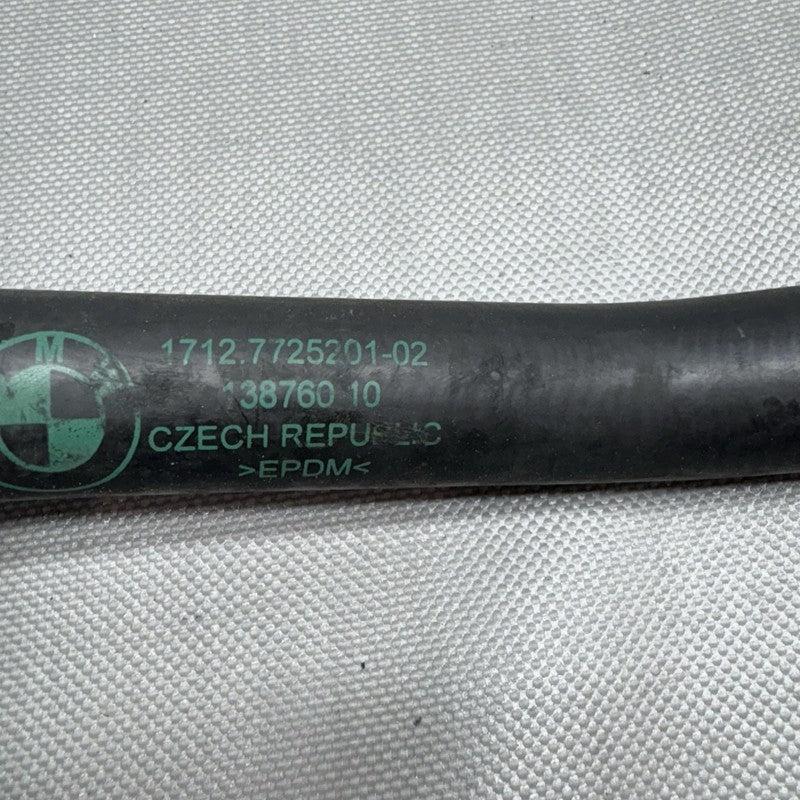 M
1712.7725201-02
138760 10
CZECH REPUBLIC
>EPDM<